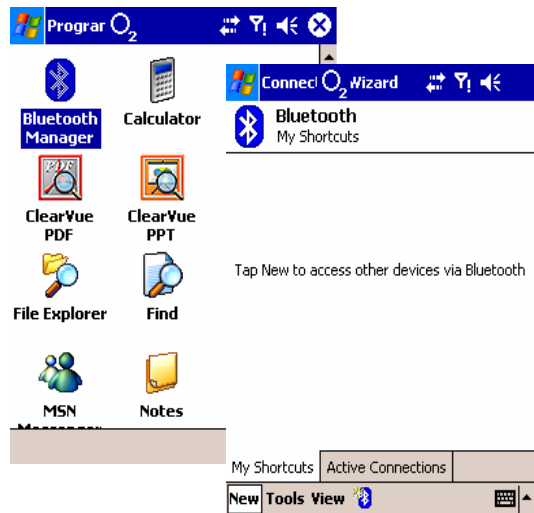 Prograr O2
Bluetooth Manager
Calculator
ClearVue PDF
ClearVue PPT
PDF
File Explorer
Find
MSN
Notes
Connect O2 Wizard
Bluetooth
My Shortcuts
Tap New to access other devices via Bluetooth
My Shortcuts Active Connections
New Tools View